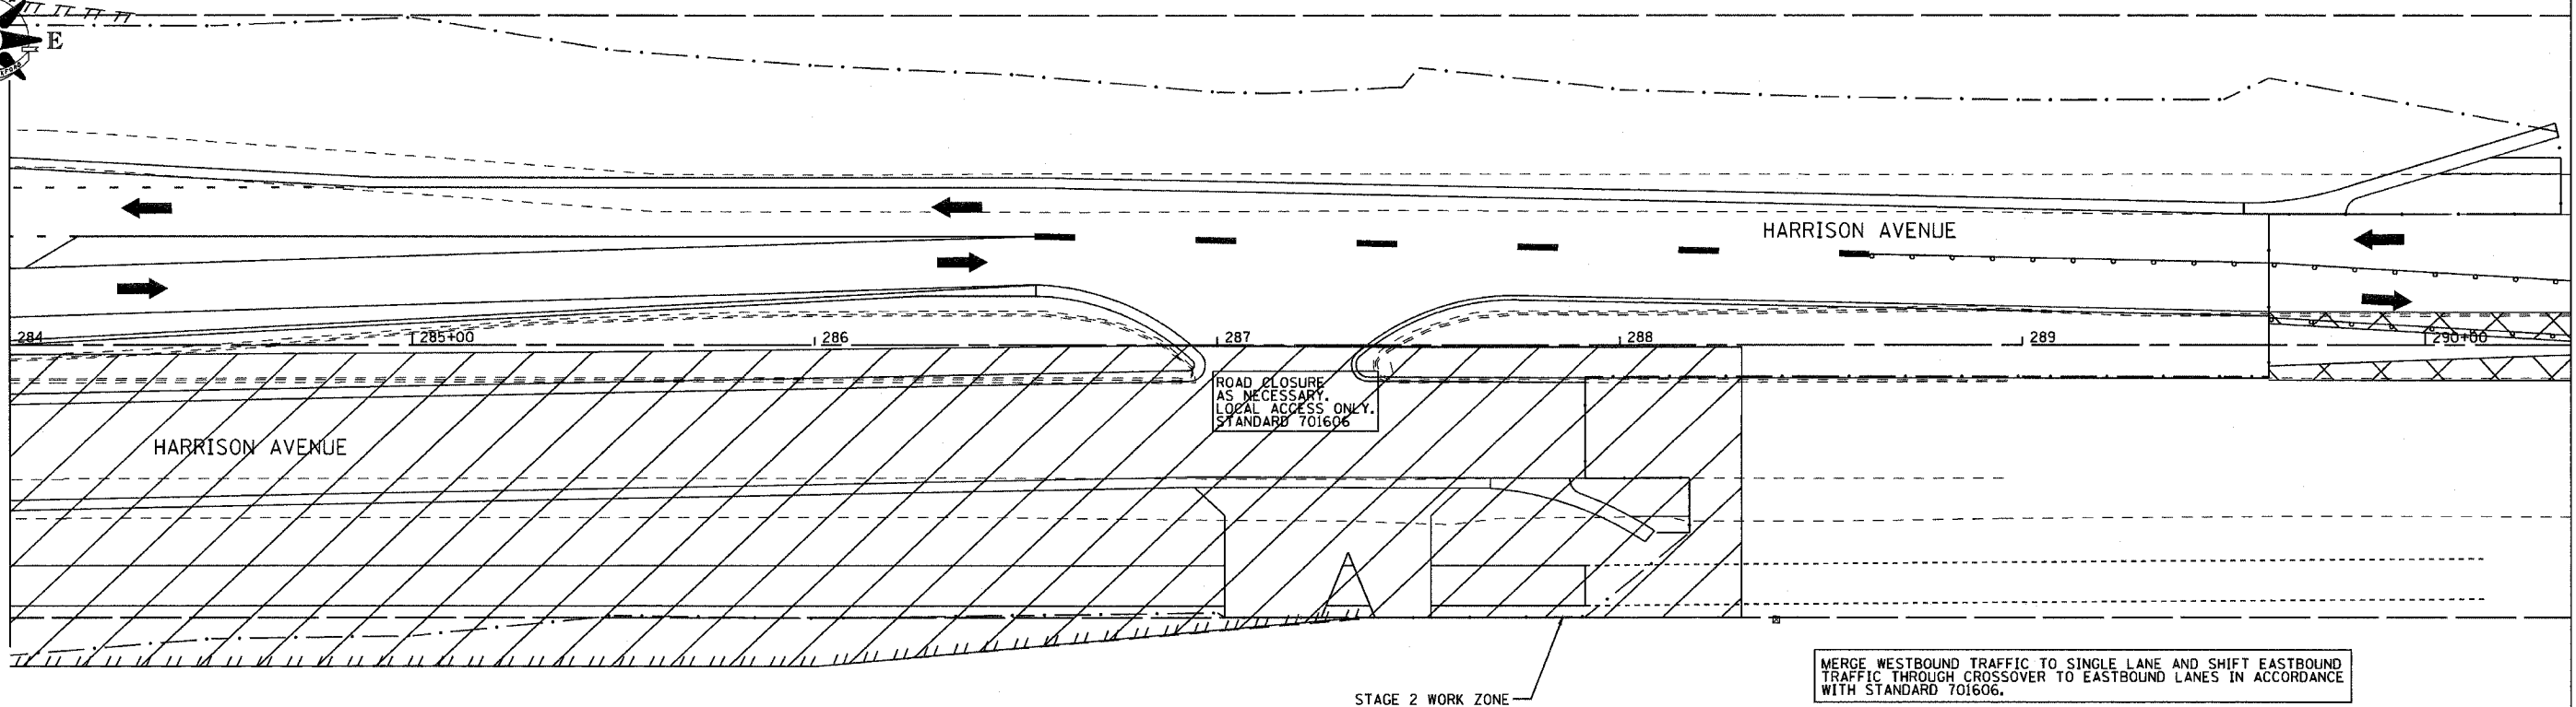 E
HARRISON AVENUE
284
285+00
286
287
288
289
290+00
ROAD CLOSURE
AS NECESSARY.
LOCAL ACCESS ONLY.
STANDARD 701606
HARRISON AVENUE
STAGE 2 WORK ZONE
MERGE WESTBOUND TRAFFIC TO SINGLE LANE AND SHIFT EASTBOUND
TRAFFIC THROUGH CROSSOVER TO EASTBOUND LANES IN ACCORDANCE
WITH STANDARD 701606.